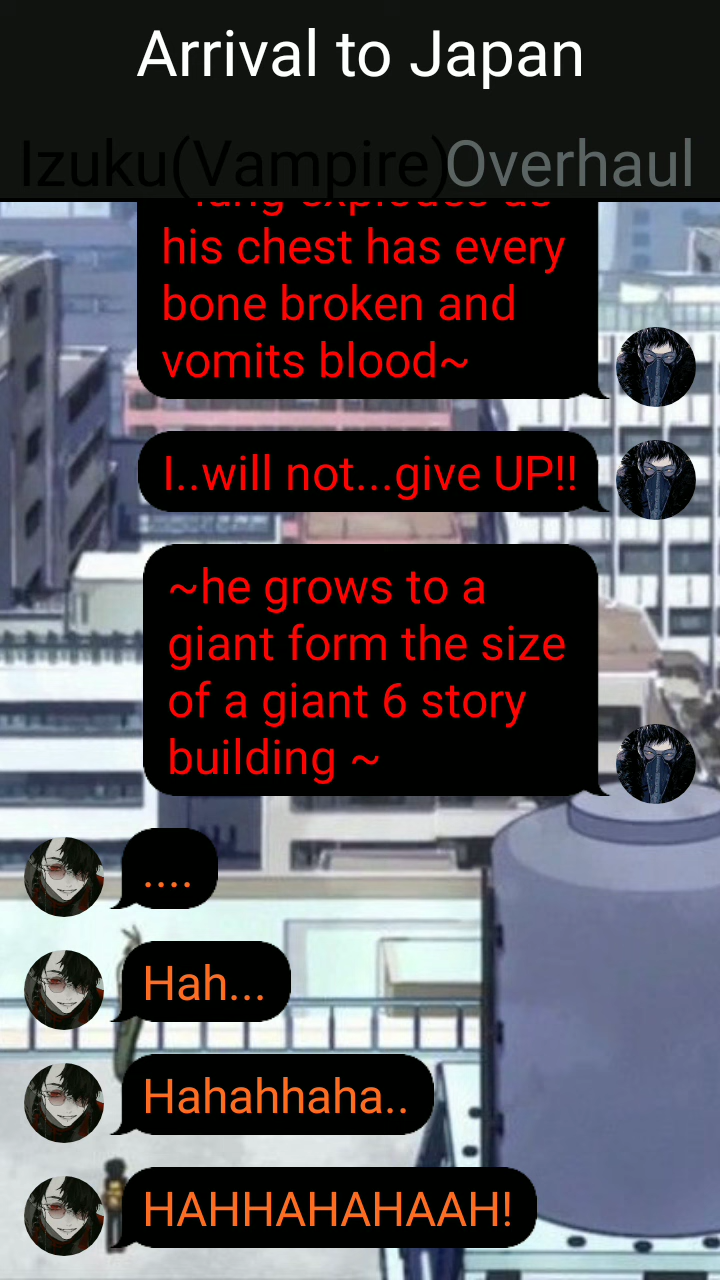 Arrival to Japan
Izuku(Vampire) Overhaul
his chest has every
bone broken and
vomits blood~
I..will not...give UP!!
~he grows to a
giant form the size
of a giant 6 story
building ~
....
Hah...
Hahahhaha..
HAHHAHAHAAH!